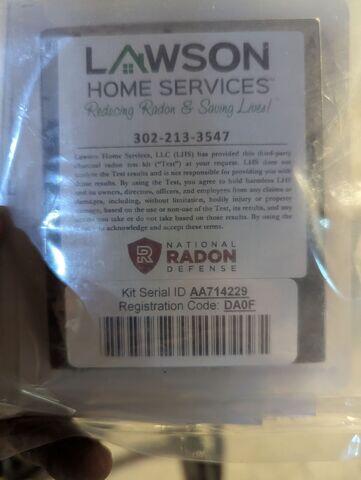 LAWSON
HOME SERVICES™
Reducing Radon & Saving Lives!
302-213-3547
Lawson Home Services, LLC (LHS) has provided this third-party
charcoal radon test kit ("Test") at your request. LHS does not
analyze the Test results and is not responsible for providing you with
those results. By using the Test, you agree to hold harmless LHS
and its owners, directors, officers, and employees from any claims or
damages, including, without limitation, bodily injury or property
damage, based on the use or non-use of the Test, its results, and any
you take or do not take based on those results. By using the
acknowledge and accept these terms.
DR
NATIONAL
RADON
DEFENSE
Kit Serial ID AA714229
Registration Code: DA0F